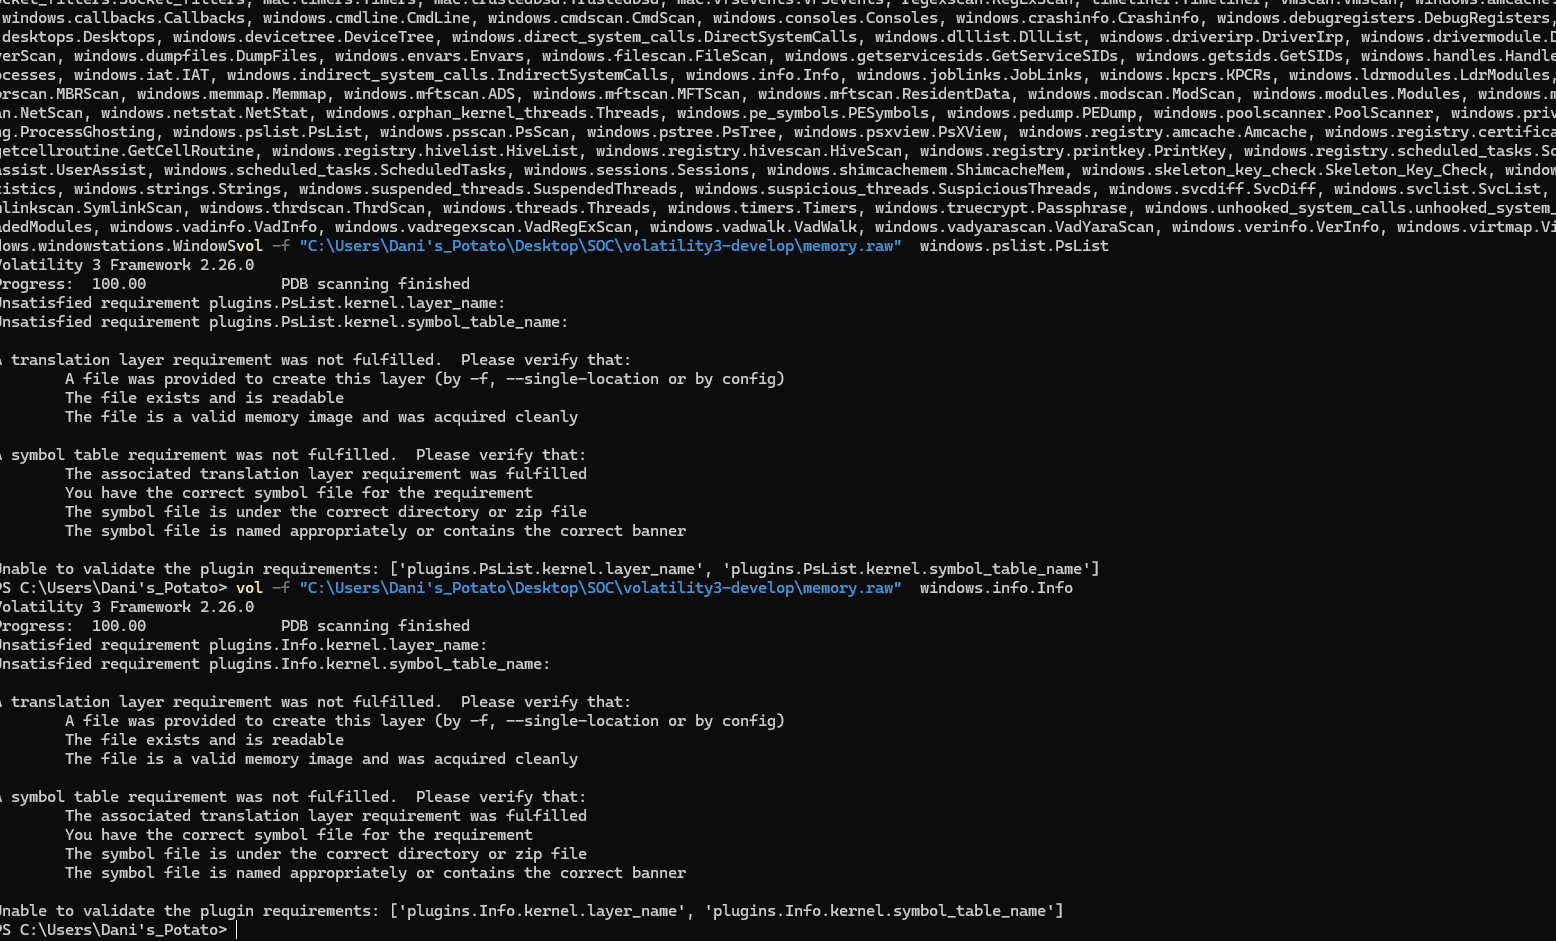 mac.timers.Timers, mac.trustedbsd.Trustedbsd, mac.vfsevents.VFSevents, regexscan.RegExScan, timeliner.Timeliner, vmscan.Vmscan,
windows.callbacks.Callbacks, windows.cmdline.CmdLine, windows.cmdscan.CmdScan, windows.consoles.Consoles, windows.crashinfo.Crashinfo, windows.debugregisters.DebugRegisters,
desktops.Desktops, windows.devicetree.DeviceTree, windows.direct_system_calls.DirectSystemCalls, windows.dlllist.DllList, windows.driverirp.DriverIrp, windows.drivermodule.D
verScan, windows.dumpfiles.DumpFiles, windows.envars.Envars, windows.filescan.FileScan, windows.getservicesids.GetServiceSIDs, windows.getsids.GetSIDs, windows.handles.Handle
ocesses, windows.iat.IAT, windows.indirect_system_calls.IndirectSystemCalls, windows.info.Info, windows.joblinks.JobLinks, windows.kpcrs.KPCRs, windows.ldrmodules.LdrModules,
rscan.MBRScan, windows.memmap.Memmap, windows.mftscan.ADS, windows.mftscan.MFTScan, windows.mftscan.ResidentData, windows.modscan.ModScan, windows.modules.Modules, windows.m
an.NetScan, windows.netstat.NetStat, windows.orphan_kernel_threads.Threads, windows.pe_symbols.PESymbols, windows.pedump.PEDump, windows.poolscanner.PoolScanner, windows.priv
ng.ProcessGhosting, windows.pslist.PsList, windows.psscan.PsScan, windows.pstree.PsTree, windows.psxview.PsXView, windows.registry.amcache.Amcache, windows.registry.certifica
getcellroutine.GetCellRoutine, windows.registry.hivelist.HiveList, windows.registry.hivescan.HiveScan, windows.registry.printkey.PrintKey, windows.registry.scheduled_tasks.Sc
assist.UserAssist, windows.scheduled_tasks.ScheduledTasks, windows.sessions.Sessions, windows.shimcachemem.ShimcacheMem, windows.skeleton_key_check.Skeleton_Key_Check, window
tistics, windows.strings.Strings, windows.suspended_threads.SuspendedThreads, windows.suspicious_threads.SuspiciousThreads, windows.svcdiff.SvcDiff, windows.svclist.SvcList,
mlinkscan.SymlinkScan, windows.thrdscan.ThrdScan, windows.threads.Threads, windows.timers.Timers, windows.truecrypt.Passphrase, windows.unhooked_system_calls.unhooked_system_
adedModules, windows.vadinfo.VadInfo, windows.vadregexscan.VadRegExScan, windows.vadwalk.VadWalk, windows.vadyarascan.VadYaraScan, windows.verinfo.VerInfo, windows.virtmap.Vi
dows.windowstations.WindowSvol -f "C:\Users\Dani's_Potato\Desktop\SOC\volatility3-develop\memory.raw"  windows.pslist.PsList
Volatility 3 Framework 2.26.0
Progress:  100.00               PDB scanning finished
Unsatisfied requirement plugins.PsList.kernel.layer_name:
Unsatisfied requirement plugins.PsList.kernel.symbol_table_name:
A translation layer requirement was not fulfilled.  Please verify that:
A file was provided to create this layer (by -f, --single-location or by config)
The file exists and is readable
The file is a valid memory image and was acquired cleanly
A symbol table requirement was not fulfilled.  Please verify that:
The associated translation layer requirement was fulfilled
You have the correct symbol file for the requirement
The symbol file is under the correct directory or zip file
The symbol file is named appropriately or contains the correct banner
Unable to validate the plugin requirements: ['plugins.PsList.kernel.layer_name', 'plugins.PsList.kernel.symbol_table_name']
PS C:\Users\Dani's_Potato> vol -f "C:\Users\Dani's_Potato\Desktop\SOC\volatility3-develop\memory.raw"  windows.info.Info
Volatility 3 Framework 2.26.0
Progress:  100.00               PDB scanning finished
Unsatisfied requirement plugins.Info.kernel.layer_name:
Unsatisfied requirement plugins.Info.kernel.symbol_table_name:
A translation layer requirement was not fulfilled.  Please verify that:
A file was provided to create this layer (by -f, --single-location or by config)
The file exists and is readable
The file is a valid memory image and was acquired cleanly
A symbol table requirement was not fulfilled.  Please verify that:
The associated translation layer requirement was fulfilled
You have the correct symbol file for the requirement
The symbol file is under the correct directory or zip file
The symbol file is named appropriately or contains the correct banner
Unable to validate the plugin requirements: ['plugins.Info.kernel.layer_name', 'plugins.Info.kernel.symbol_table_name']
PS C:\Users\Dani's_Potato>